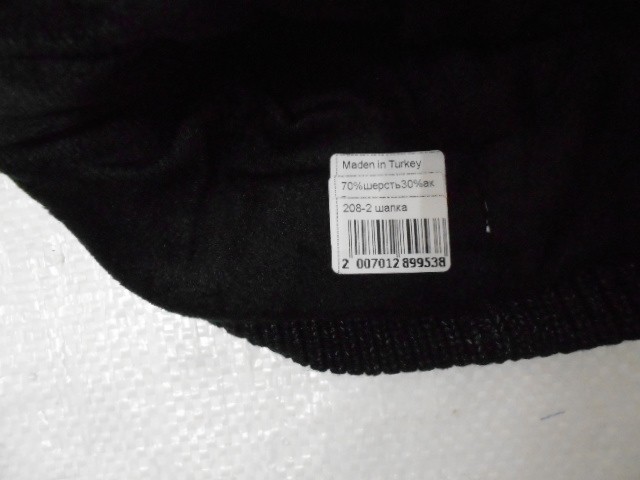 Maden in Turkey
70%шерсть30%ак
208-2 шапка
2 007012 899538